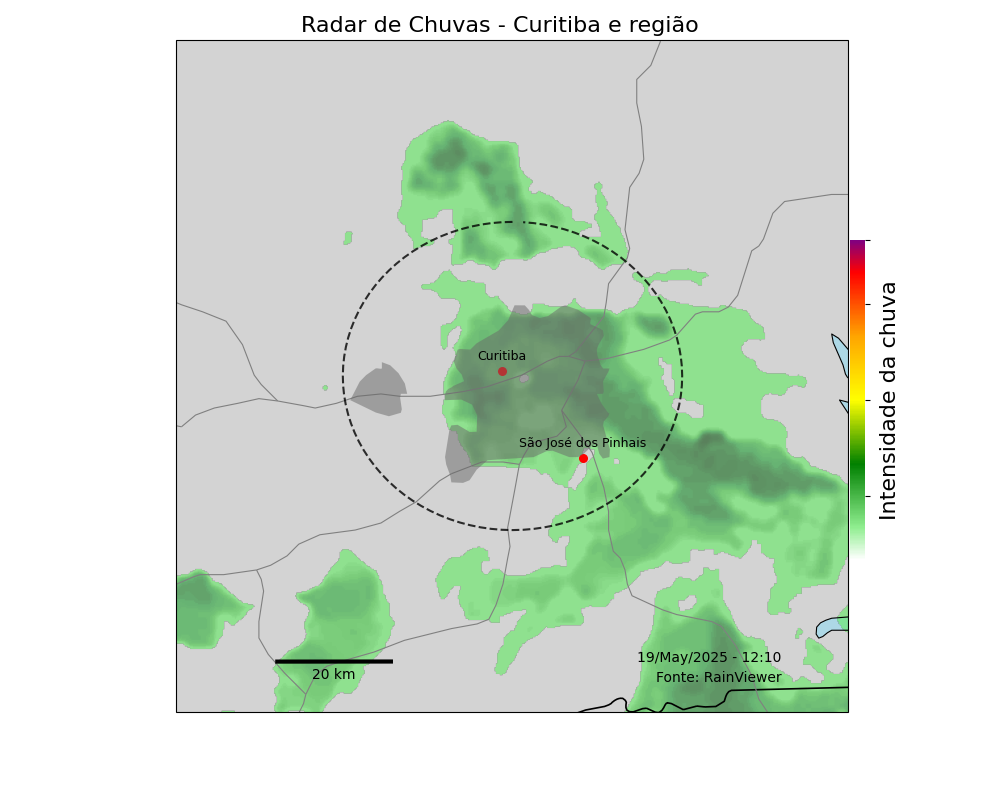 Radar de Chuvas - Curitiba e região
Curitiba
São José dos Pinhais
Intensidade da chuva
19/May/2025 - 12:10
Fonte: RainViewer
20 km